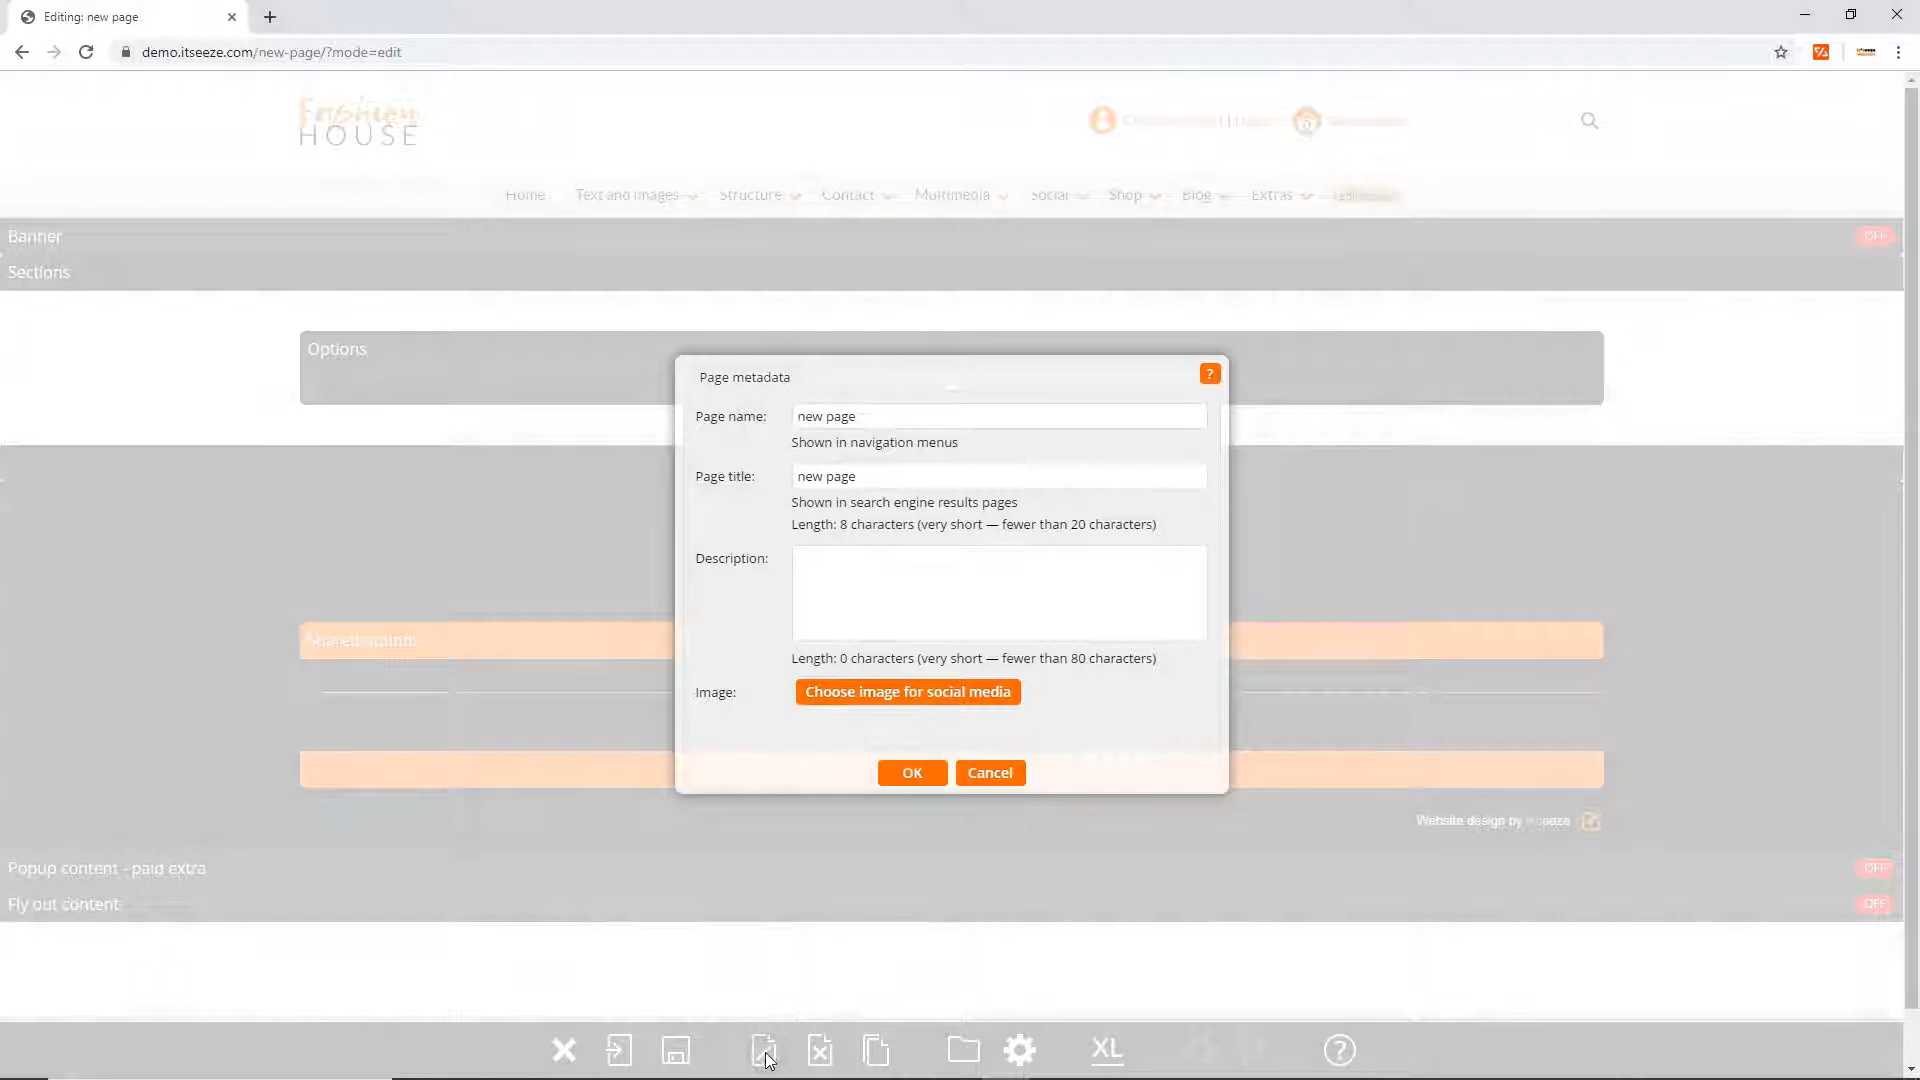 Editing: new page
demo.itseeze.com/new-page/?mode=edit
Fashion
HOUSE
Home Text and images Structure Contact Multimedia Social Shop Blog Extras
Banner OFF
Sections
Options
Page metadata ?
Page name: new page
Shown in navigation menus
Page title: new page
Shown in search engine results pages
Length: 8 characters (very short — fewer than 20 characters)
Description:
Length: 0 characters (very short — fewer than 80 characters)
Image: Choose image for social media
OK Cancel
Website design by
Popup content - paid extra OFF
Fly out content OFF
XL ?